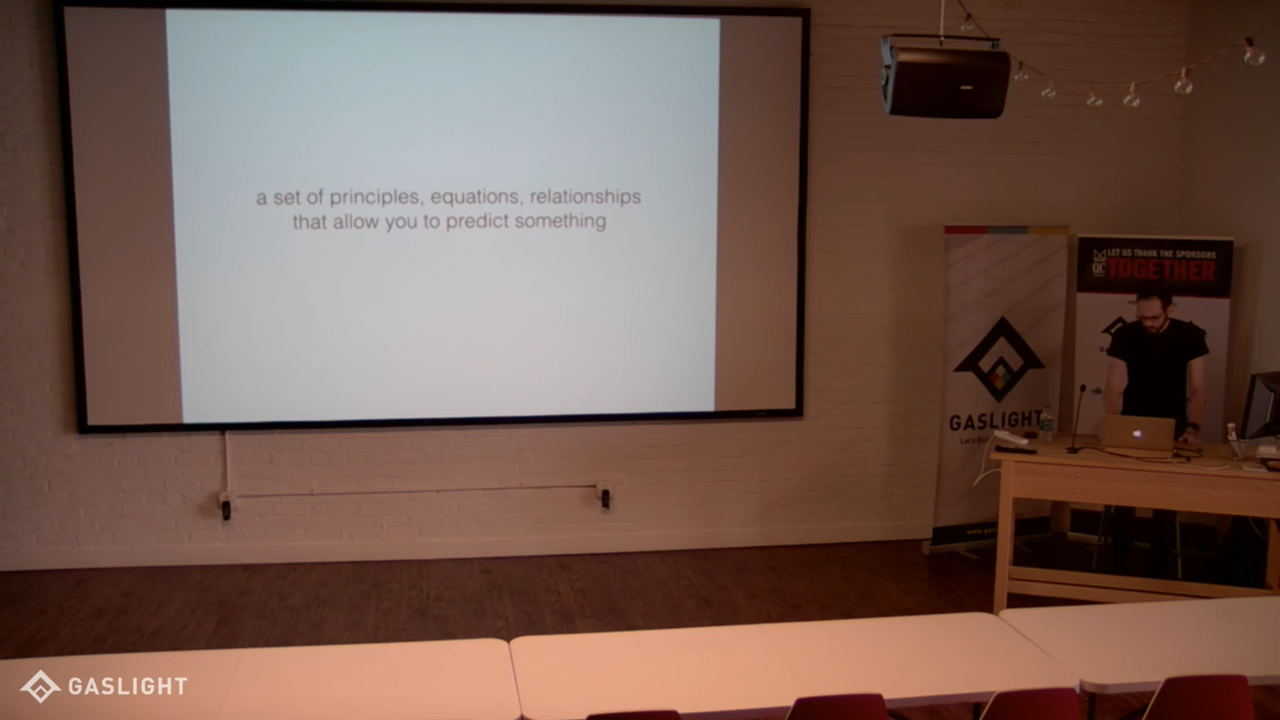 a set of principles, equations, relationships
that allow you to predict something
LET US THANK THE SPONSORS
QC
TOGETHER
GASLIGHT
GASLIGHT